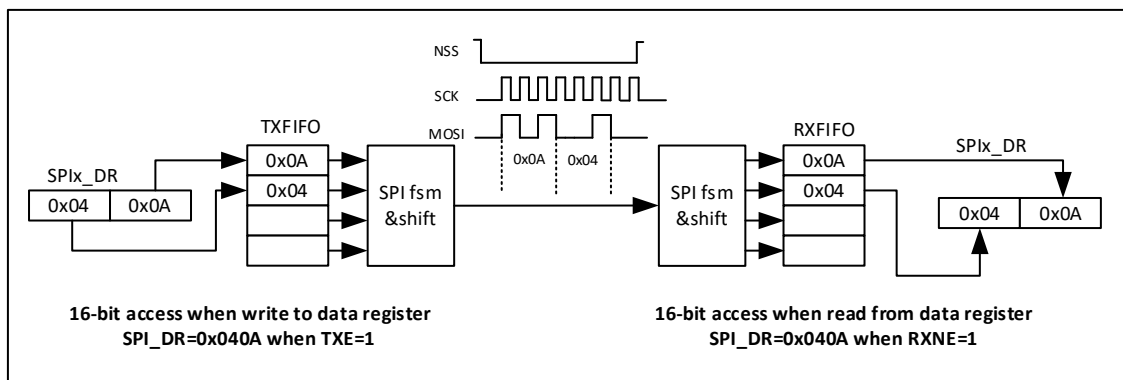 NSS
SCK
MOSI
TXFIFO
0x0A
0x04
SPIx_DR
0x04 0x0A
SPI fsm
&shift
0x0A 0x04
SPI fsm
&shift
RXFIFO
0x0A
0x04
SPIx_DR
0x04 0x0A
16-bit access when write to data register
SPI_DR=0x040A when TXE=1
16-bit access when read from data register
SPI_DR=0x040A when RXNE=1